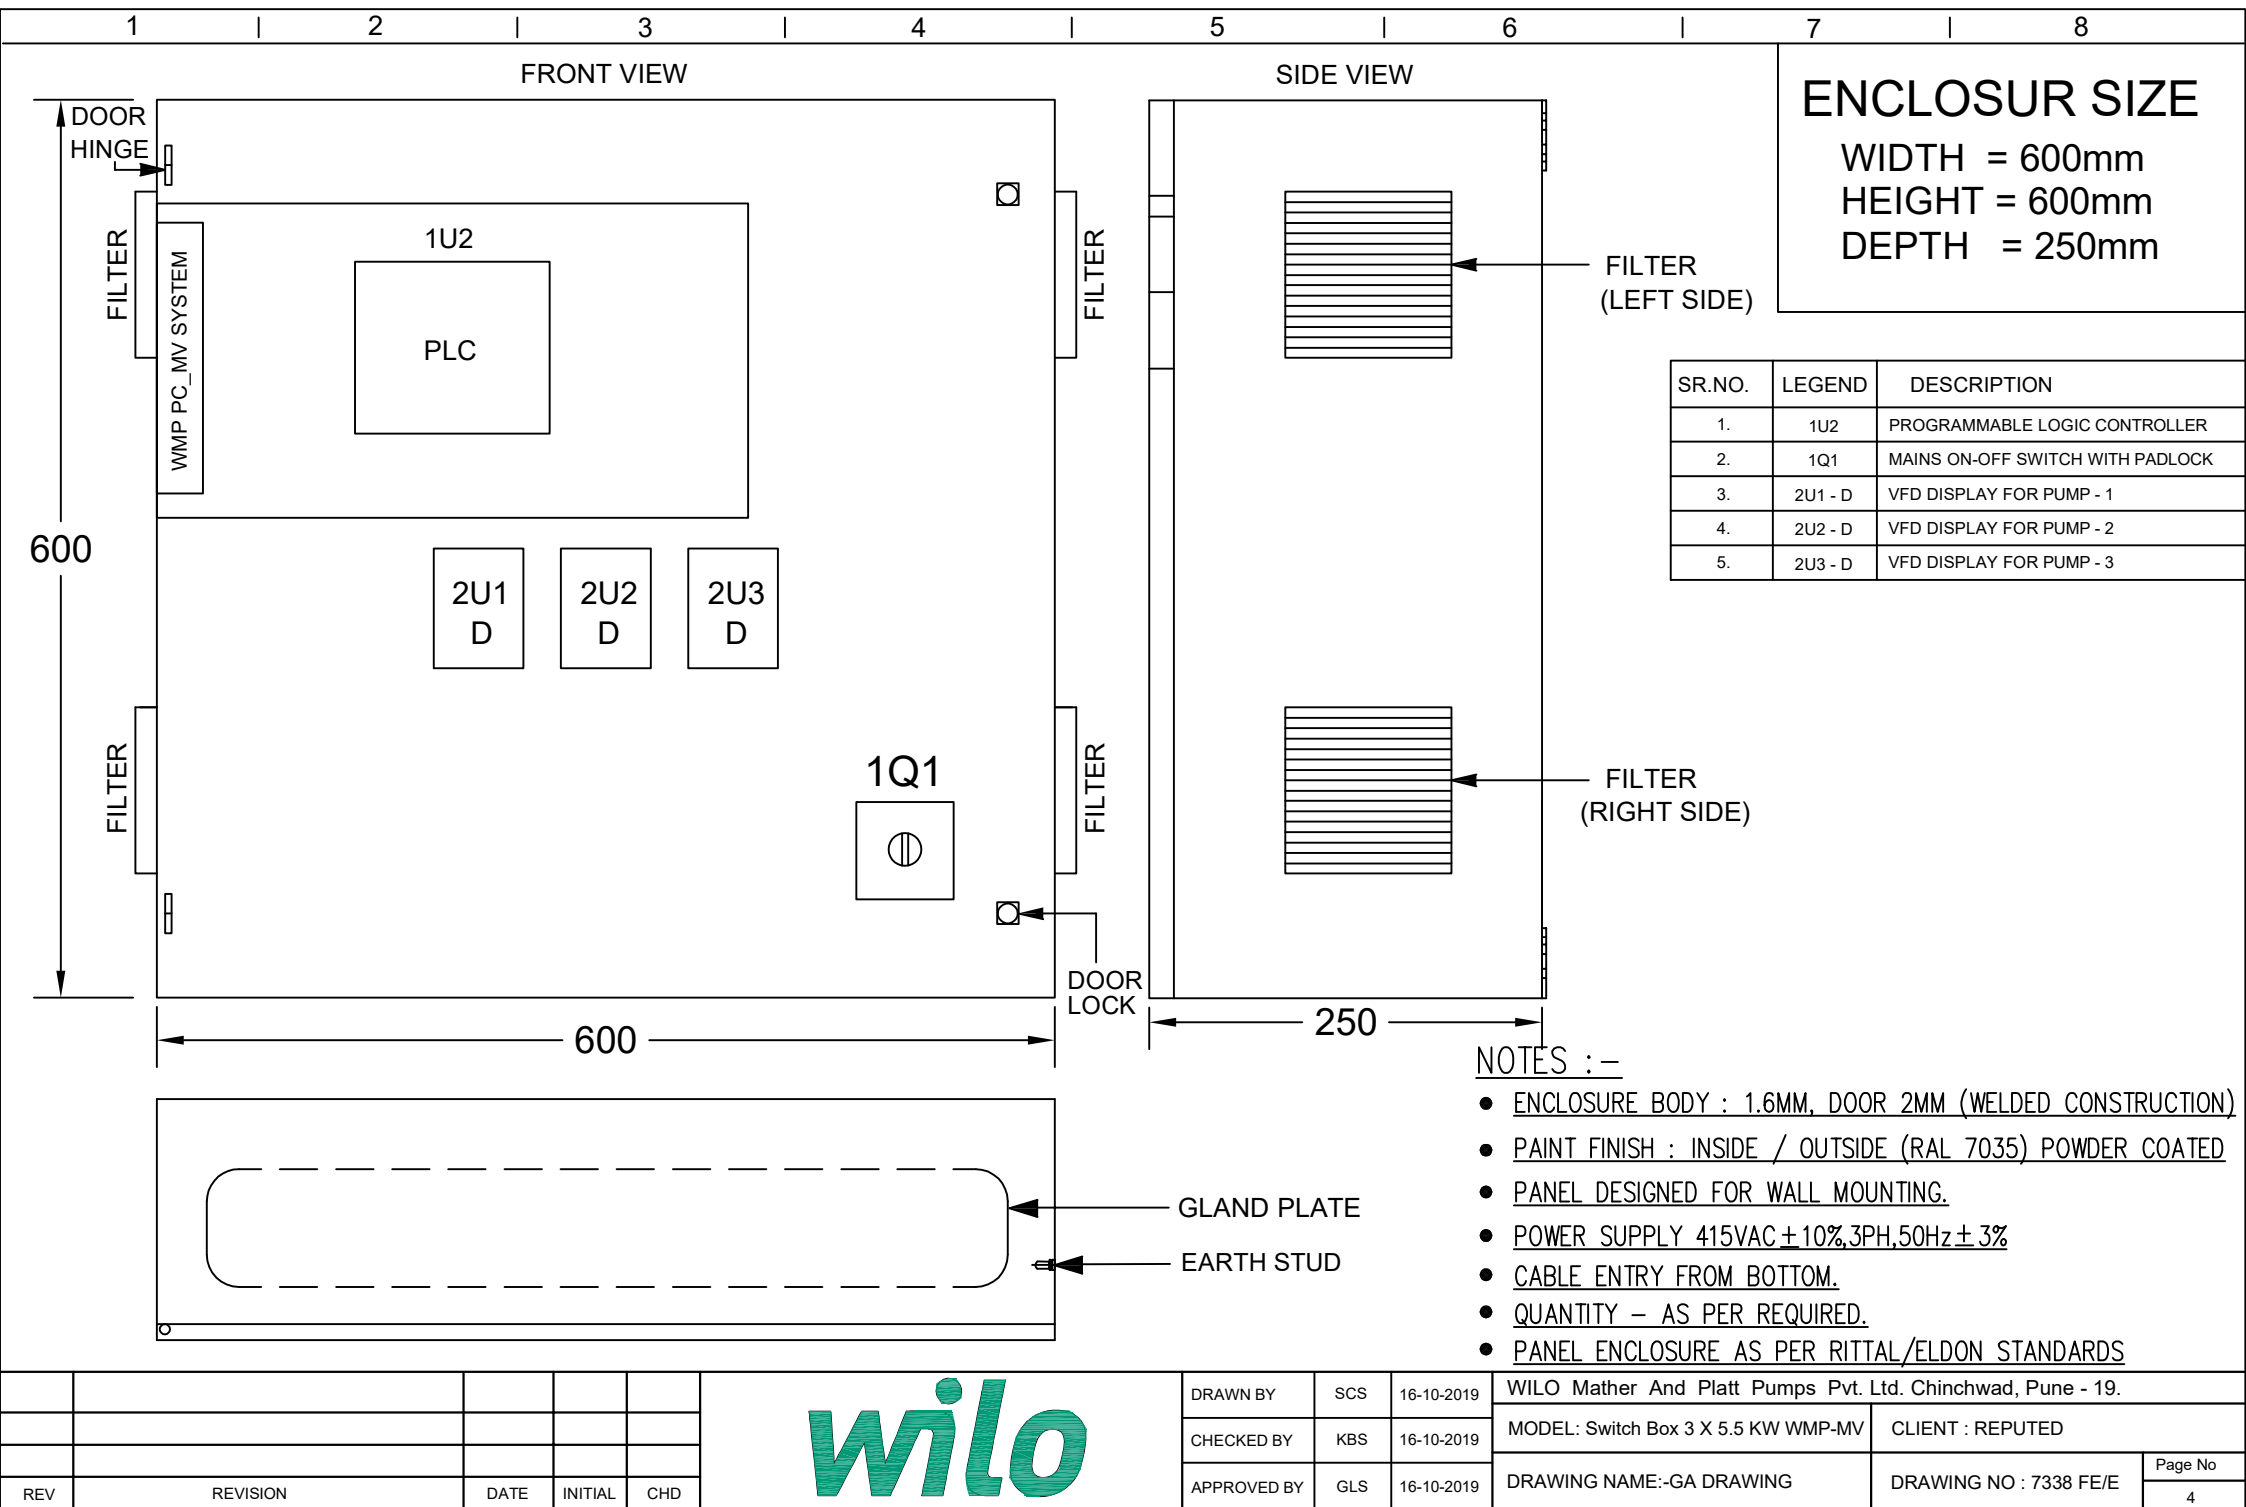 1 | 2 | 3 | 4 | 5 | 6 | 7 | 8
FRONT VIEW
SIDE VIEW
ENCLOSUR SIZE
WIDTH = 600mm
HEIGHT = 600mm
DEPTH = 250mm
DOOR
HINGE
FILTER
WMP PC_MV SYSTEM
1U2
PLC
FILTER
FILTER
(LEFT SIDE)
SR.NO. LEGEND DESCRIPTION
1. 1U2 PROGRAMMABLE LOGIC CONTROLLER
2. 1Q1 MAINS ON-OFF SWITCH WITH PADLOCK
3. 2U1 - D VFD DISPLAY FOR PUMP - 1
4. 2U2 - D VFD DISPLAY FOR PUMP - 2
5. 2U3 - D VFD DISPLAY FOR PUMP - 3
600
2U1
D
2U2
D
2U3
D
FILTER
1Q1
FILTER
FILTER
(RIGHT SIDE)
DOOR
LOCK
600
250
NOTES :-
● ENCLOSURE BODY : 1.6MM, DOOR 2MM (WELDED CONSTRUCTION)
● PAINT FINISH : INSIDE / OUTSIDE (RAL 7035) POWDER COATED
● PANEL DESIGNED FOR WALL MOUNTING.
● POWER SUPPLY 415VAC±10%,3PH,50Hz±3%
● CABLE ENTRY FROM BOTTOM.
● QUANTITY – AS PER REQUIRED.
● PANEL ENCLOSURE AS PER RITTAL/ELDON STANDARDS
GLAND PLATE
EARTH STUD
REV REVISION DATE INITIAL CHD
wilo
DRAWN BY SCS 16-10-2019
CHECKED BY KBS 16-10-2019
APPROVED BY GLS 16-10-2019
WILO Mather And Platt Pumps Pvt. Ltd. Chinchwad, Pune - 19.
MODEL: Switch Box 3 X 5.5 KW WMP-MV
CLIENT : REPUTED
DRAWING NAME:-GA DRAWING
DRAWING NO : 7338 FE/E
Page No
4